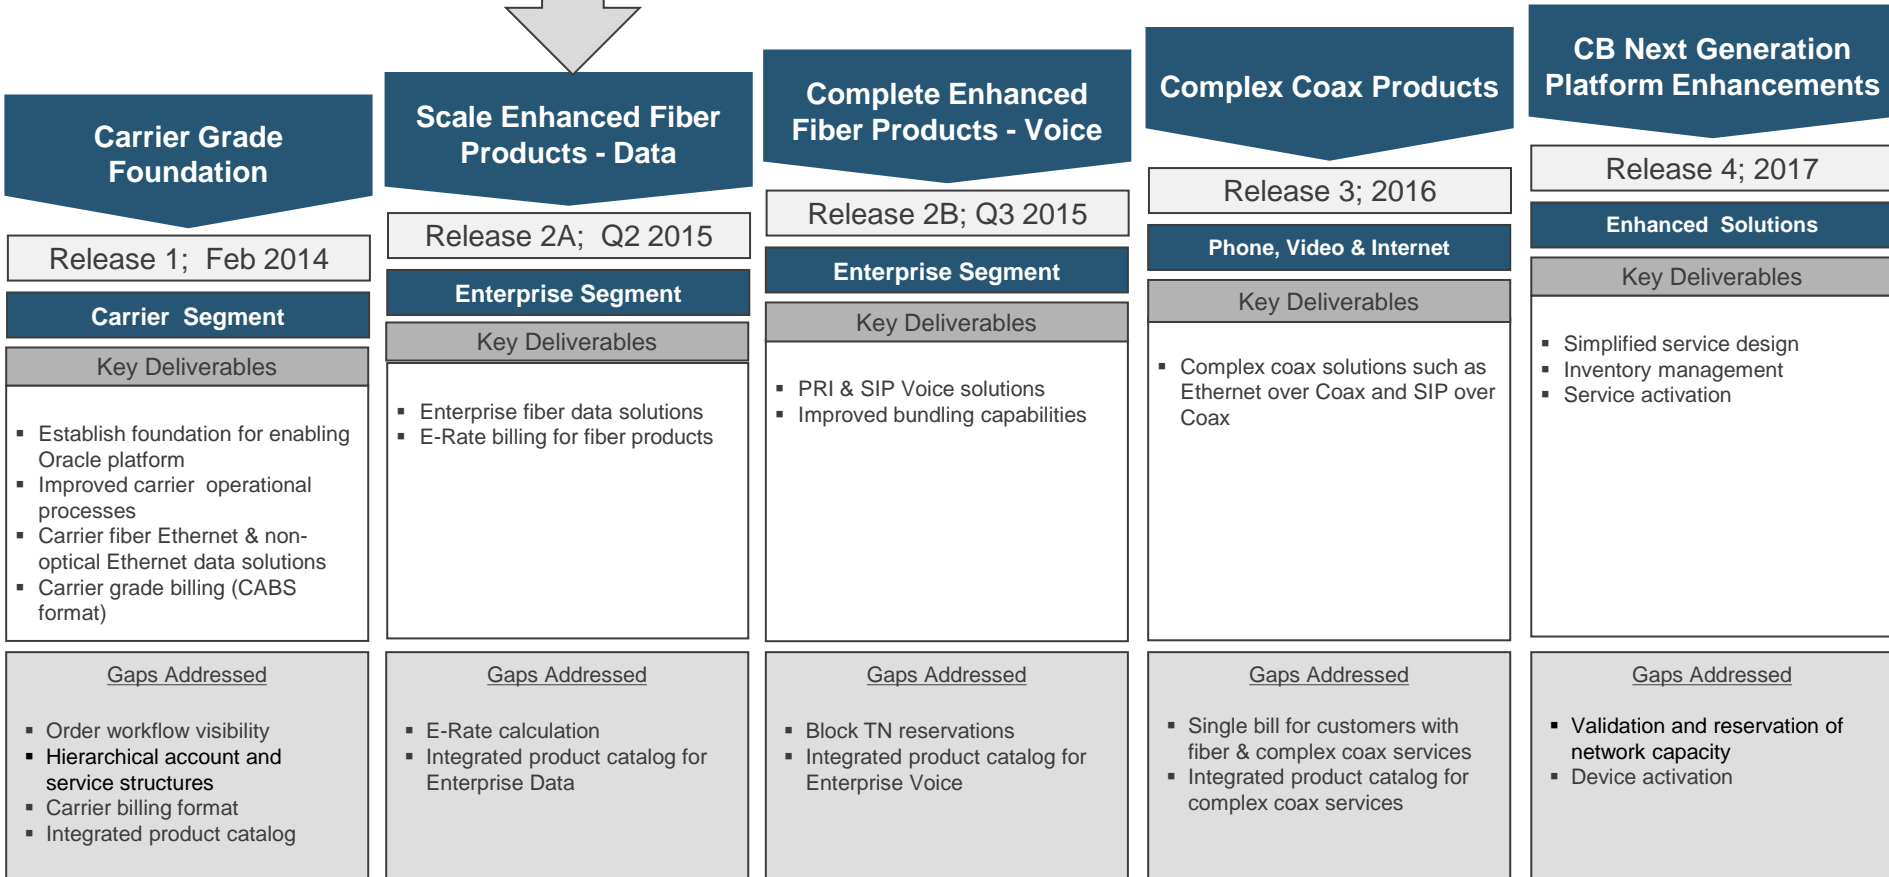 Carrier Grade
Foundation
Release 1;  Feb 2014
Carrier  Segment
Key Deliverables
▪ Establish foundation for enabling
Oracle platform
▪ Improved carrier  operational
processes
▪ Carrier fiber Ethernet & non-
optical Ethernet data solutions
▪ Carrier grade billing (CABS
format)
Gaps Addressed
▪ Order workflow visibility
▪ Hierarchical account and
service structures
▪ Carrier billing format
▪ Integrated product catalog
Scale Enhanced Fiber
Products - Data
Release 2A;  Q2 2015
Enterprise Segment
Key Deliverables
▪ Enterprise fiber data solutions
▪ E-Rate billing for fiber products
Gaps Addressed
▪ E-Rate calculation
▪ Integrated product catalog for
Enterprise Data
Complete Enhanced
Fiber Products - Voice
Release 2B; Q3 2015
Enterprise Segment
Key Deliverables
▪ PRI & SIP Voice solutions
▪ Improved bundling capabilities
Gaps Addressed
▪ Block TN reservations
▪ Integrated product catalog for
Enterprise Voice
Complex Coax Products
Release 3; 2016
Phone, Video & Internet
Key Deliverables
▪ Complex coax solutions such as
Ethernet over Coax and SIP over
Coax
Gaps Addressed
▪ Single bill for customers with
fiber & complex coax services
▪ Integrated product catalog for
complex coax services
CB Next Generation
Platform Enhancements
Release 4; 2017
Enhanced  Solutions
Key Deliverables
▪ Simplified service design
▪ Inventory management
▪ Service activation
Gaps Addressed
▪ Validation and reservation of
network capacity
▪ Device activation